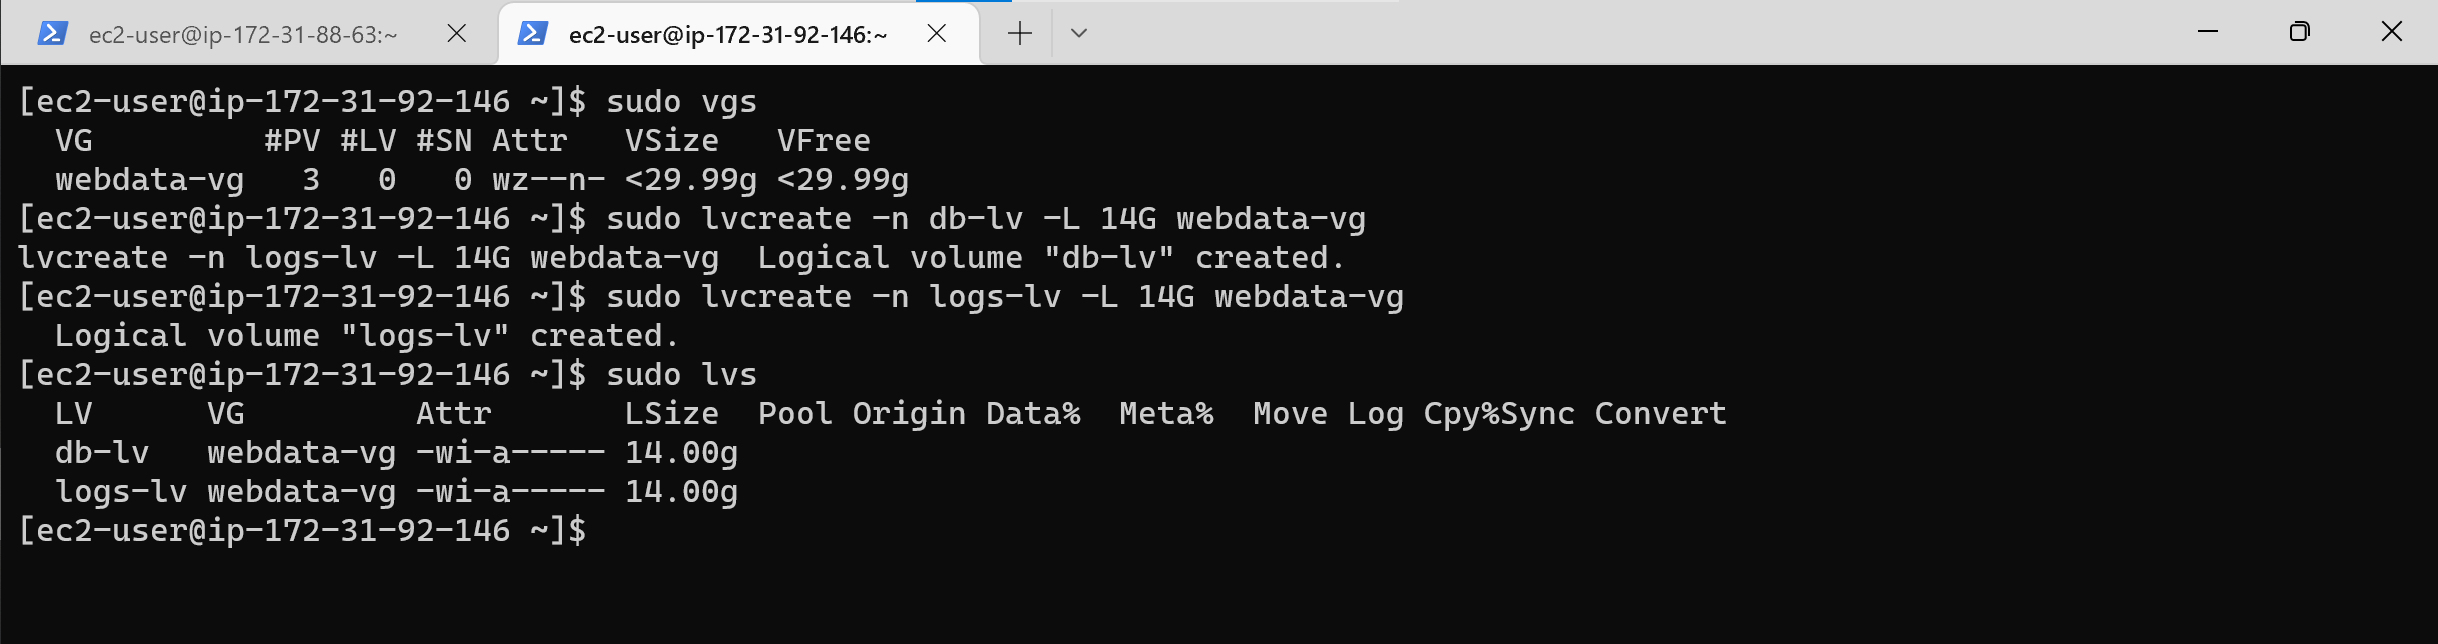 ec2-user@ip-172-31-88-63:~ ec2-user@ip-172-31-92-146:~
[ec2-user@ip-172-31-92-146 ~]$ sudo vgs
  VG         #PV #LV #SN Attr   VSize   VFree
  webdata-vg   3   0   0 wz--n- <29.99g <29.99g
[ec2-user@ip-172-31-92-146 ~]$ sudo lvcreate -n db-lv -L 14G webdata-vg
lvcreate -n logs-lv -L 14G webdata-vg  Logical volume "db-lv" created.
[ec2-user@ip-172-31-92-146 ~]$ sudo lvcreate -n logs-lv -L 14G webdata-vg
  Logical volume "logs-lv" created.
[ec2-user@ip-172-31-92-146 ~]$ sudo lvs
  LV      VG         Attr       LSize  Pool Origin Data%  Meta%  Move Log Cpy%Sync Convert
  db-lv   webdata-vg -wi-a----- 14.00g
  logs-lv webdata-vg -wi-a----- 14.00g
[ec2-user@ip-172-31-92-146 ~]$